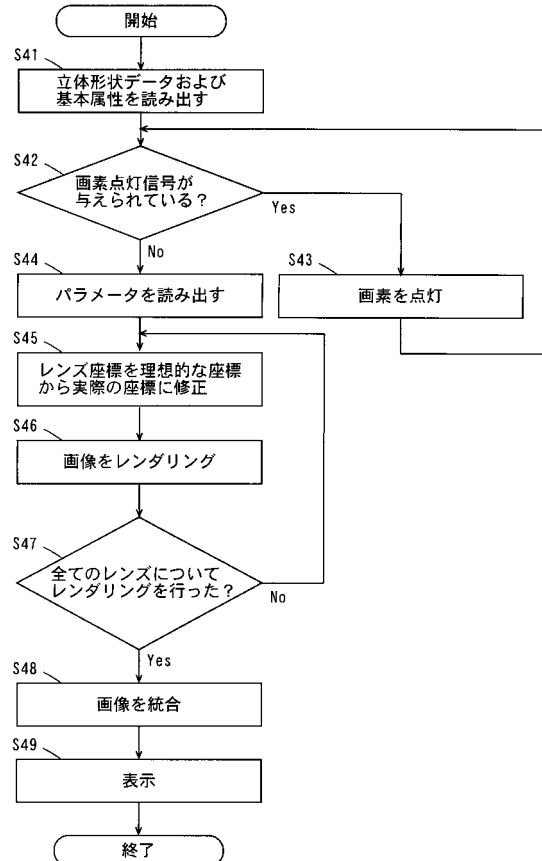 開始
S41
立体形状データおよび
基本属性を読み出す
S42
画素点灯信号が
与えられている？
Yes
No
S43
画素を点灯
S44
パラメータを読み出す
S45
レンズ座標を理想的な座標
から実際の座標に修正
S46
画像をレンダリング
S47
全てのレンズについて
レンダリングを行った？
No
Yes
S48
画像を統合
S49
表示
終了